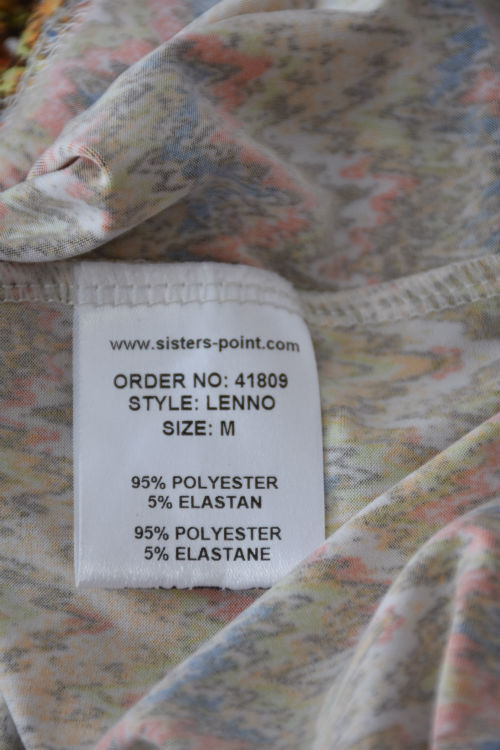 www.sisters-point.com
ORDER NO: 41809
STYLE: LENNO
SIZE: M
95% POLYESTER
5% ELASTAN
95% POLYESTER
5% ELASTANE